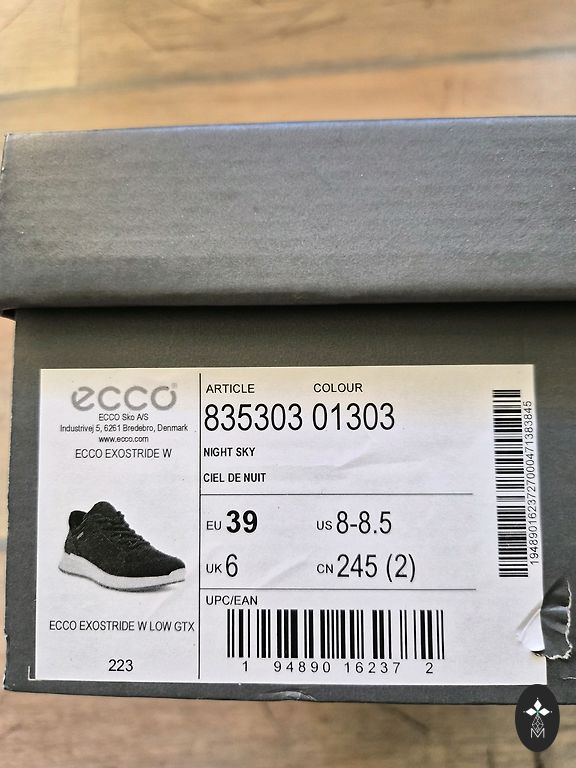 ecco
ECCO Sko A/S
Industrivej 5, 6261 Bredebro, Denmark
www.ecco.com
ECCO EXOSTRIDE W
ECCO EXOSTRIDE W LOW GTX
223
ARTICLE COLOUR
835303 01303
NIGHT SKY
CIEL DE NUIT
EU 39 US 8-8.5
UK 6 CN 245 (2)
UPC/EAN
1 94890 16237 2
19489016237270000471383845
M